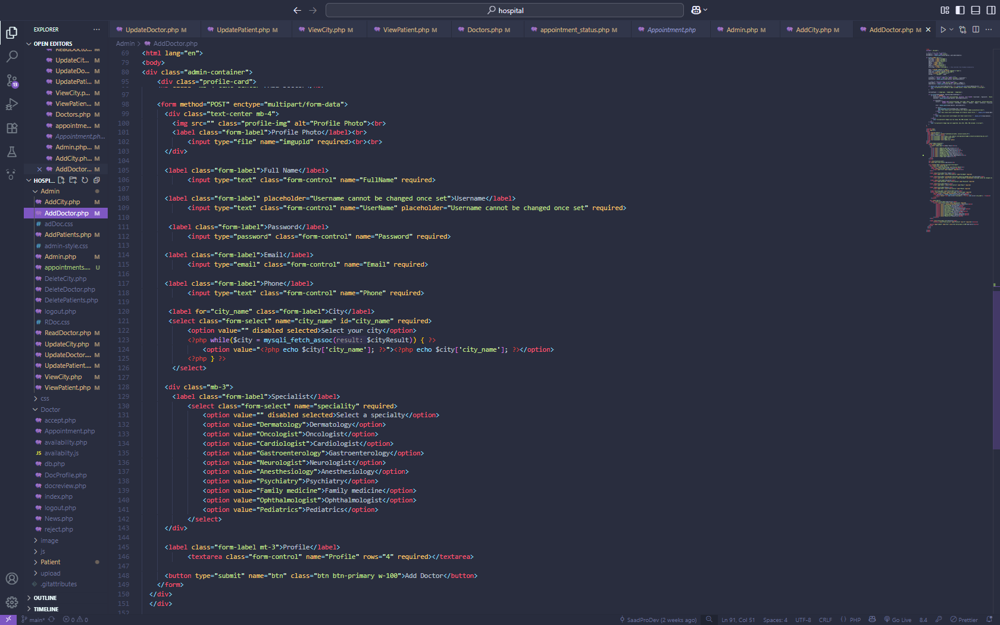 hospital
EXPLORER
UpdateDoctor.php M
UpdatePatient.php M
ViewCity.php M
ViewPatient.php M
Doctors.php M
appointment_status.php M
Appointment.php
Admin.php M
AddCity.php M
AddDoctor.php M
OPEN EDITORS
ReadDocto... M
UpdateCit... M
UpdateDo... M
UpdatePati... M
ViewCity.p... M
ViewPatien... M
Doctors.php M
appointme... M
Appointment.ph...
Admin.php... M
AddCity.ph... M
AddDoctor... M
HOSPI...
Admin
AddCity.php M
AddDoctor.php M
adDoc.css
AddPatients.php M
admin-style.css
Admin.php M
appointments.... U
DeleteCity.php
DeleteDoctor.php
DeletePatients.php
logout.php
RDoc.css
ReadDoctor.php M
UpdateCity.php M
UpdateDoctor.... M
UpdatePatient.... M
ViewCity.php M
ViewPatient.php M
css
Doctor
accept.php
Appointment.php
availability.php
JS availabilty.js
db.php
DocProfile.php
docreview.php
index.php
logout.php
News.php
reject.php
image
js
Patient
upload
.gitattributes
OUTLINE
TIMELINE
Admin > AddDoctor.php
69 <html lang="en">
79 <body>
80 <div class="admin-container">
95 <div class="profile-card">
97
98 <form method="POST" enctype="multipart/form-data">
99 <div class="text-center mb-4">
100 <img src="" class="profile-img" alt="Profile Photo"><br>
101 <label class="form-label">Profile Photo</label><br>
102 <input type="file" name="imgupld" required><br><br>
103 </div>
104
105 <label class="form-label">Full Name</label>
106 <input type="text" class="form-control" name="FullName" required>
107
108 <label class="form-label" placeholder="Username cannot be changed once set">Username</label>
109 <input type="text" class="form-control" name="UserName" placeholder="Username cannot be changed once set" required>
110
111 <label class="form-label">Password</label>
112 <input type="password" class="form-control" name="Password" required>
113
114 <label class="form-label">Email</label>
115 <input type="email" class="form-control" name="Email" required>
116
117 <label class="form-label">Phone</label>
118 <input type="text" class="form-control" name="Phone" required>
119
120 <label for="city_name" class="form-label">City</label>
121 <select class="form-select" name="city_name" id="city_name" required>
122 <option value="" disabled selected>Select your city</option>
123 <?php while($city = mysqli_fetch_assoc(result: $cityResult)) { ?>
124 <option value="<?php echo $city['city_name']; ?>"><?php echo $city['city_name']; ?></option>
125 <?php } ?>
126 </select>
127
128 <div class="mb-3">
129 <label class="form-label">Specialist</label>
130 <select class="form-select" name="speciality" required>
131 <option value="" disabled selected>Select a specialty</option>
132 <option value="Dermatology">Dermatology</option>
133 <option value="Oncologist">Oncologist</option>
134 <option value="Cardiologist">Cardiologist</option>
135 <option value="Gastroenterology">Gastroenterology</option>
136 <option value="Neurologist">Neurologist</option>
137 <option value="Anesthesiology">Anesthesiology</option>
138 <option value="Psychiatry">Psychiatry</option>
139 <option value="Family medicine">Family medicine</option>
140 <option value="Ophthalmologist">Ophthalmologist</option>
141 <option value="Pediatrics">Pediatrics</option>
142 </select>
143 </div>
144
145 <label class="form-label mt-3">Profile</label>
146 <textarea class="form-control" name="Profile" rows="4" required></textarea>
147
148 <button type="submit" name="btn" class="btn btn-primary w-100">Add Doctor</button>
149 </form>
150 </div>
151 </div>
152
13
main* 0 0
SaadProDev (2 weeks ago) Ln 91, Col 51 Spaces: 4 UTF-8 CRLF { } PHP Go Live 8.4 Prettier